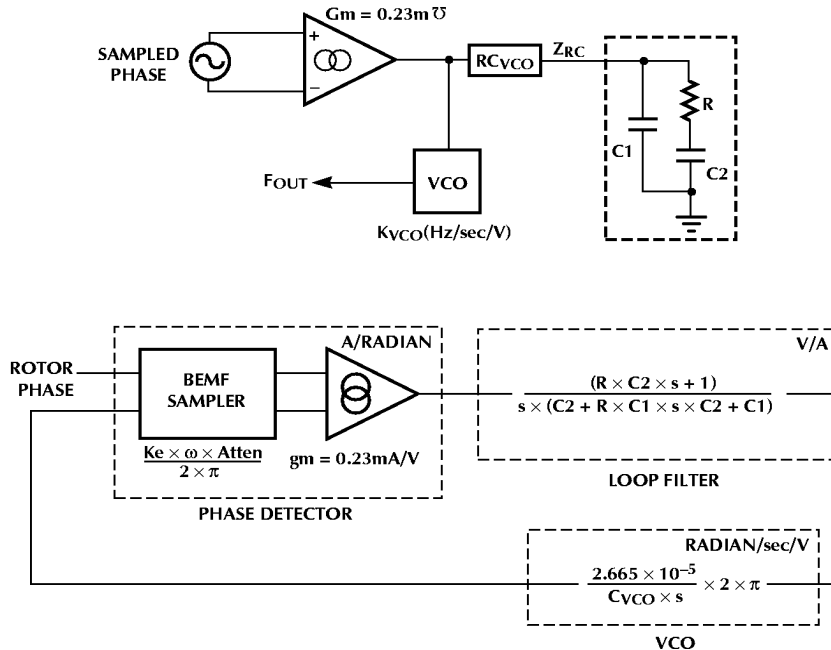 Gm = 0.23m ℧
SAMPLED
PHASE
+
−
RCVCO
ZRC
R
C1
C2
FOUT
VCO
KVCO(Hz/sec/V)
A/RADIAN
V/A
ROTOR
PHASE
BEMF
SAMPLER
(R × C2 × s + 1)
s × (C2 + R × C1 × s × C2 + C1)
Ke × ω × Atten
2 × π
gm = 0.23mA/V
LOOP FILTER
PHASE DETECTOR
RADIAN/sec/V
2.665 × 10⁻⁵
CVCO × s
× 2 × π
VCO